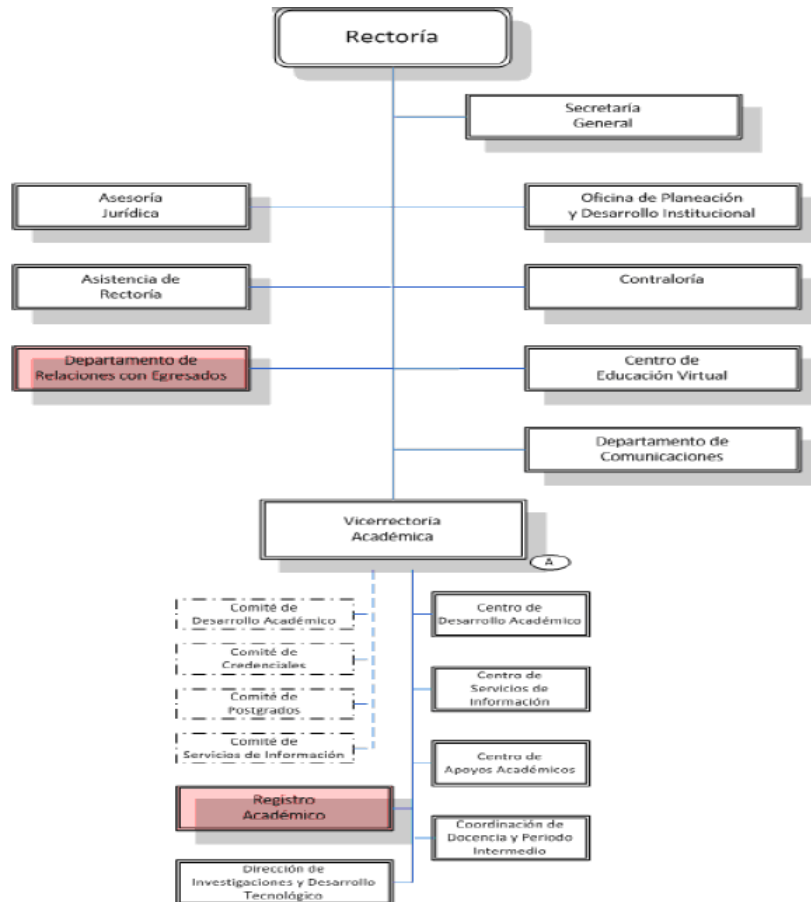 Rectoría
Secretaría
General
Asesoría
Jurídica
Oficina de Planeación
y Desarrollo Institucional
Asistencia de
Rectoría
Contraloría
Departamento de
Relaciones con Egresados
Centro de
Educación Virtual
Departamento de
Comunicaciones
Vicerrectoría
Académica
A
Comité de
Desarrollo Académico
Centro de
Desarrollo Académico
Comité de
Credenciales
Centro de
Servicios de
Información
Comité de
Postgrados
Comité de
Servicios de Información
Centro de
Apoyos Académicos
Registro
Académico
Coordinación de
Docencia y Periodo
Intermedio
Dirección de
Investigaciones y Desarrollo
Tecnológico